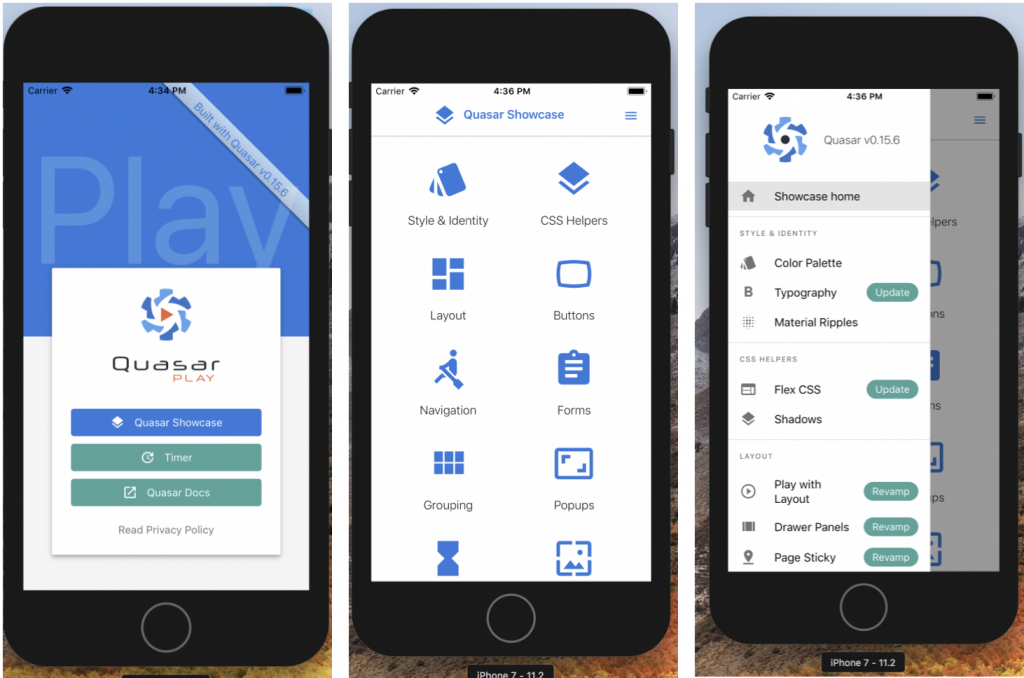 Carrier
4:34 PM
Built with Quasar v0.15.6
Play
Quasar
PLAY
Quasar Showcase
Timer
Quasar Docs
Read Privacy Policy
Carrier
4:36 PM
Quasar Showcase
Style & Identity
CSS Helpers
Layout
Buttons
Navigation
Forms
Grouping
Popups
iPhone 7 - 11.2
Carrier
4:36 PM
Quasar v0.15.6
Showcase home
STYLE & IDENTITY
Color Palette
B
Typography
Update
Material Ripples
CSS HELPERS
Flex CSS
Update
Shadows
LAYOUT
Play with
Layout
Revamp
Drawer Panels
Revamp
Page Sticky
Revamp
lpers
ons
ns
ps
iPhone 7 - 11.2